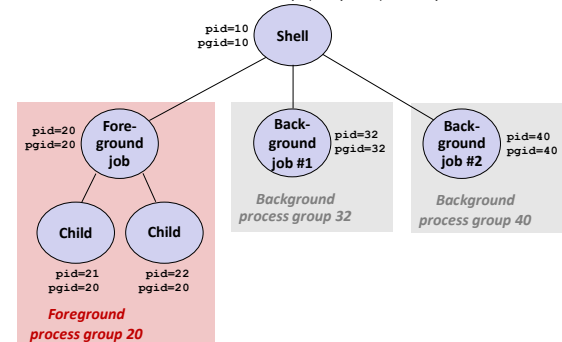 pid=10
pgid=10
Shell
pid=20
pgid=20
Fore-
ground
job
Back-
ground
job #1
pid=32
pgid=32
Back-
ground
job #2
pid=40
pgid=40
Background
process group 32
Background
process group 40
Child
Child
pid=21
pgid=20
pid=22
pgid=20
Foreground
process group 20